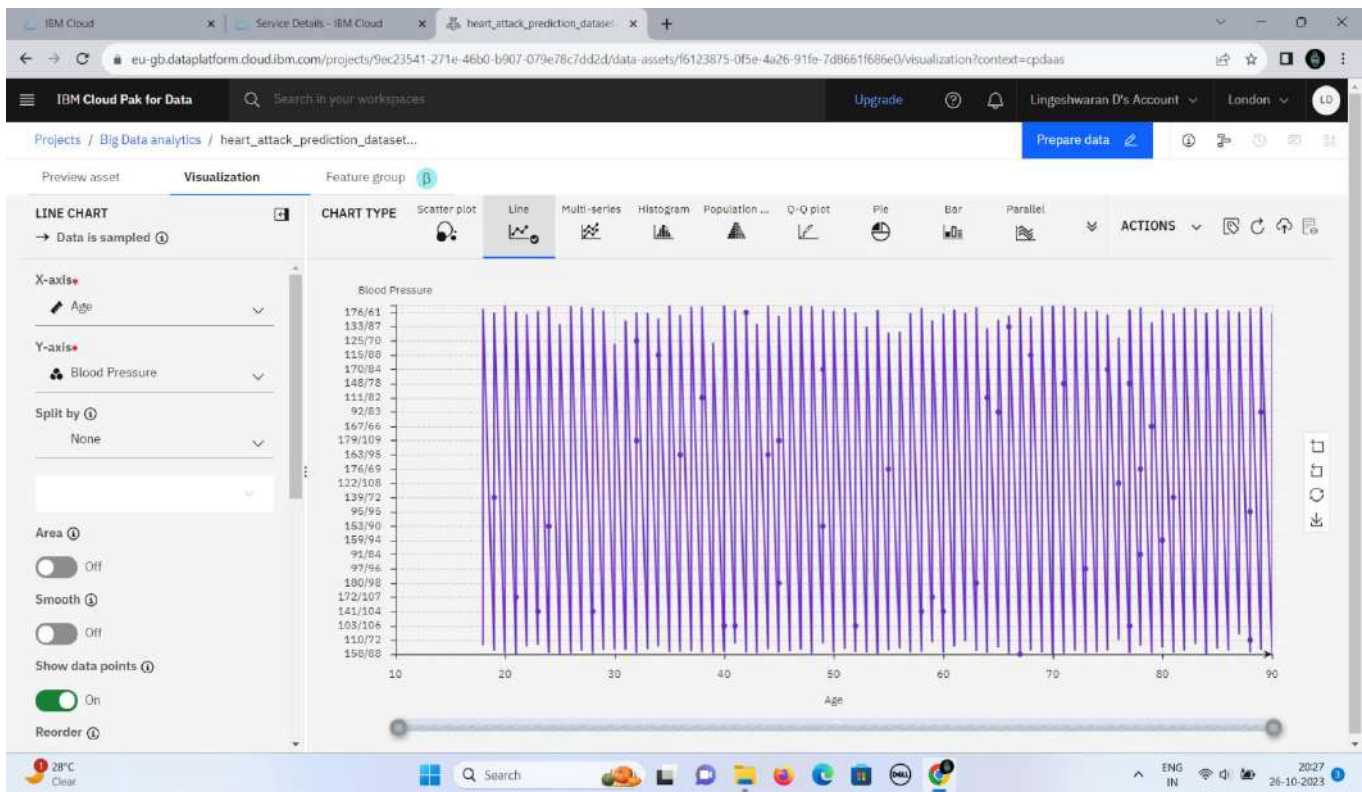 IBM Cloud
Service Details - IBM Cloud
heart_attack_prediction_dataset.
eu-gb.dataplatform.cloud.ibm.com/projects/9ec23541-271e-46b0-b907-079e78c7dd2d/data-assets/f6123875-0f5e-4a26-91fe-7d8661f686e0/visualization?context=cpdaas
IBM Cloud Pak for Data
Search in your workspaces
Upgrade
Lingeshwaran D's Account
London
LD
Projects / Big Data analytics / heart_attack_prediction_dataset...
Prepare data
Preview asset
Visualization
Feature group β
LINE CHART
→ Data is sampled
CHART TYPE
Scatter plot
Line
Multi-series
Histogram
Population ...
Q-Q plot
Pie
Bar
Parallel
ACTIONS
X-axis
Age
Y-axis
Blood Pressure
Split by
None
Area
Off
Smooth
Off
Show data points
On
Reorder
Blood Pressure
176/61
133/87
125/70
115/88
170/84
148/78
111/82
92/83
167/66
179/109
163/95
176/69
122/108
139/72
95/95
153/90
159/94
91/84
97/96
180/98
172/107
141/104
103/106
110/72
158/88
10 20 30 40 50 60 70 80 90
Age
1
28°C
Clear
Search
DELL
ENG
IN
20:27
26-10-2023
3